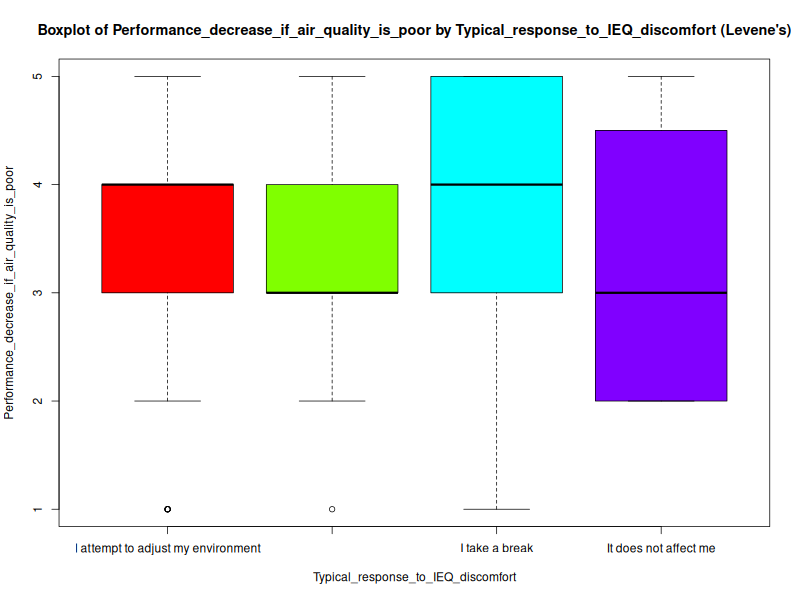 Boxplot of Performance_decrease_if_air_quality_is_poor by Typical_response_to_IEQ_discomfort (Levene's)
Performance_decrease_if_air_quality_is_poor
5
4
3
2
1
I attempt to adjust my environment
I take a break
It does not affect me
Typical_response_to_IEQ_discomfort